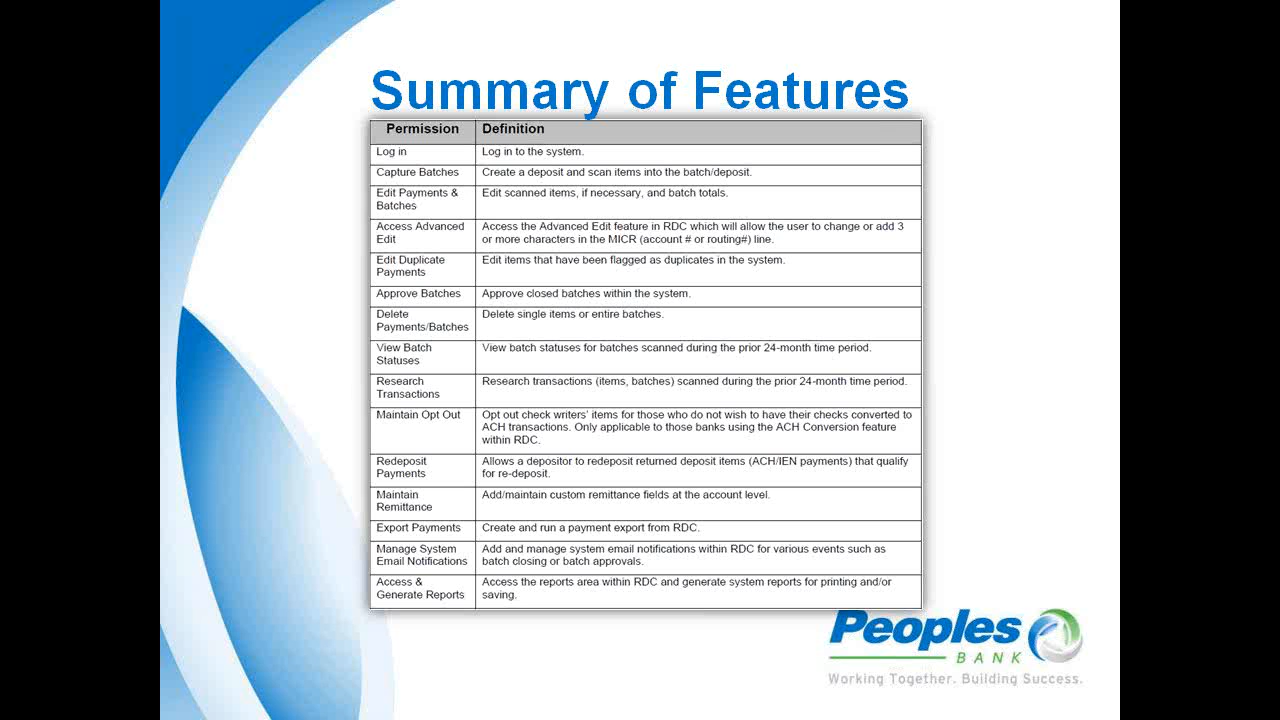 Summary of Features
Permission Definition
Log in Log in to the system.
Capture Batches Create a deposit and scan items into the batch/deposit.
Edit Payments & Edit scanned items, if necessary, and batch totals.
Batches
Access Advanced Access the Advanced Edit feature in RDC which will allow the user to change or add 3
Edit or more characters in the MICR (account # or routing#) line.
Edit Duplicate Edit items that have been flagged as duplicates in the system.
Payments
Approve Batches Approve closed batches within the system.
Delete Delete single items or entire batches.
Payments/Batches
View Batch View batch statuses for batches scanned during the prior 24-month time period.
Statuses
Research Research transactions (items, batches) scanned during the prior 24-month time period.
Transactions
Maintain Opt Out Opt out check writers' items for those who do not wish to have their checks converted to
ACH transactions. Only applicable to those banks using the ACH Conversion feature
within RDC.
Redeposit Allows a depositor to redeposit returned deposit items (ACH/IEN payments) that qualify
Payments for re-deposit.
Maintain Add/maintain custom remittance fields at the account level.
Remittance
Export Payments Create and run a payment export from RDC.
Manage System Add and manage system email notifications within RDC for various events such as
Email Notifications batch closing or batch approvals.
Access & Access the reports area within RDC and generate system reports for printing and/or
Generate Reports saving.
Peoples
BANK
Working Together. Building Success.